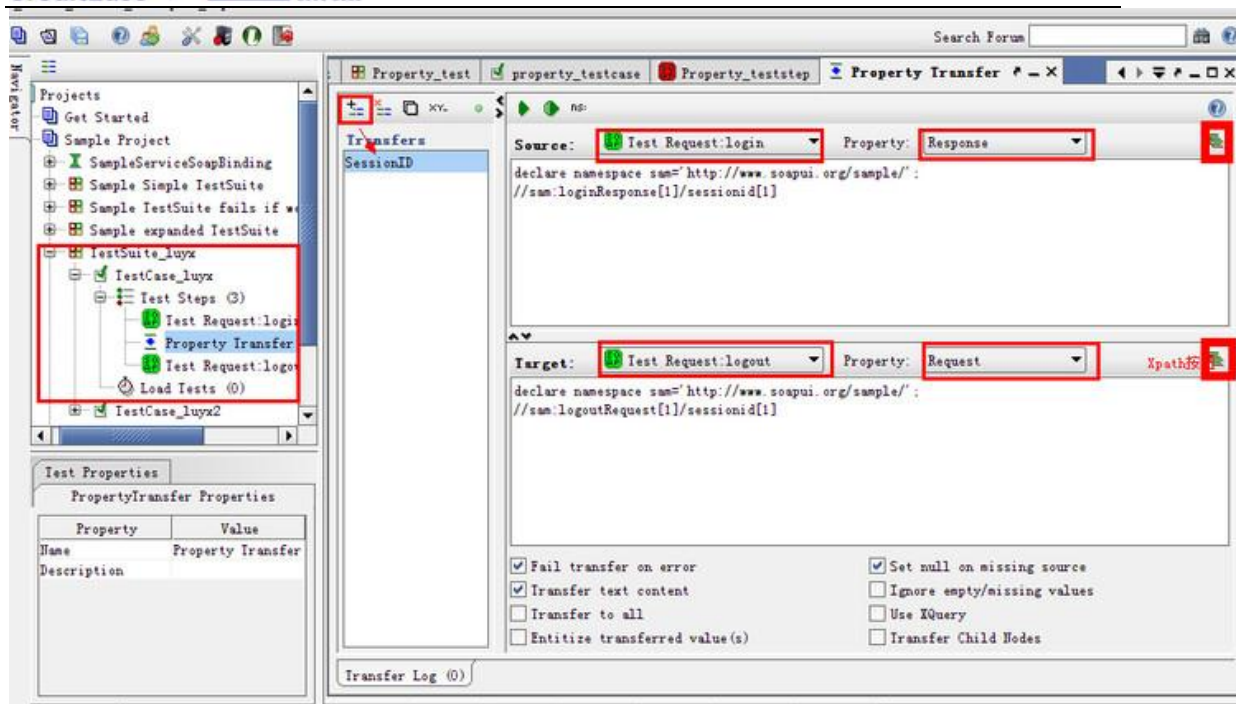 Search Forum
Navigator
Projects
Get Started
Sample Project
SampleServiceSoapBinding
Sample Simple TestSuite
Sample TestSuite fails if we
Sample expanded TestSuite
TestSuite_luyx
TestCase_luyx
Test Steps (3)
Test Request:login
Property Transfer
Test Request:logou
Load Tests (0)
TestCase_luyx2
Test Properties
PropertyTransfer Properties
Property Value
Name Property Transfer
Description
Property_test property_testcase Property_teststep Property Transfer
XY- ns:
Transfers
SessionID
Source: Test Request:login Property: Response
declare namespace sam='http://www.soapui.org/sample/';
//sam:loginResponse[1]/sessionid[1]
Target: Test Request:logout Property: Request Xpath按
declare namespace sam='http://www.soapui.org/sample/';
//sam:logoutRequest[1]/sessionid[1]
Fail transfer on error Set null on missing source
Transfer text content Ignore empty/missing values
Transfer to all Use XQuery
Entitize transferred value(s) Transfer Child Nodes
Transfer Log (0)